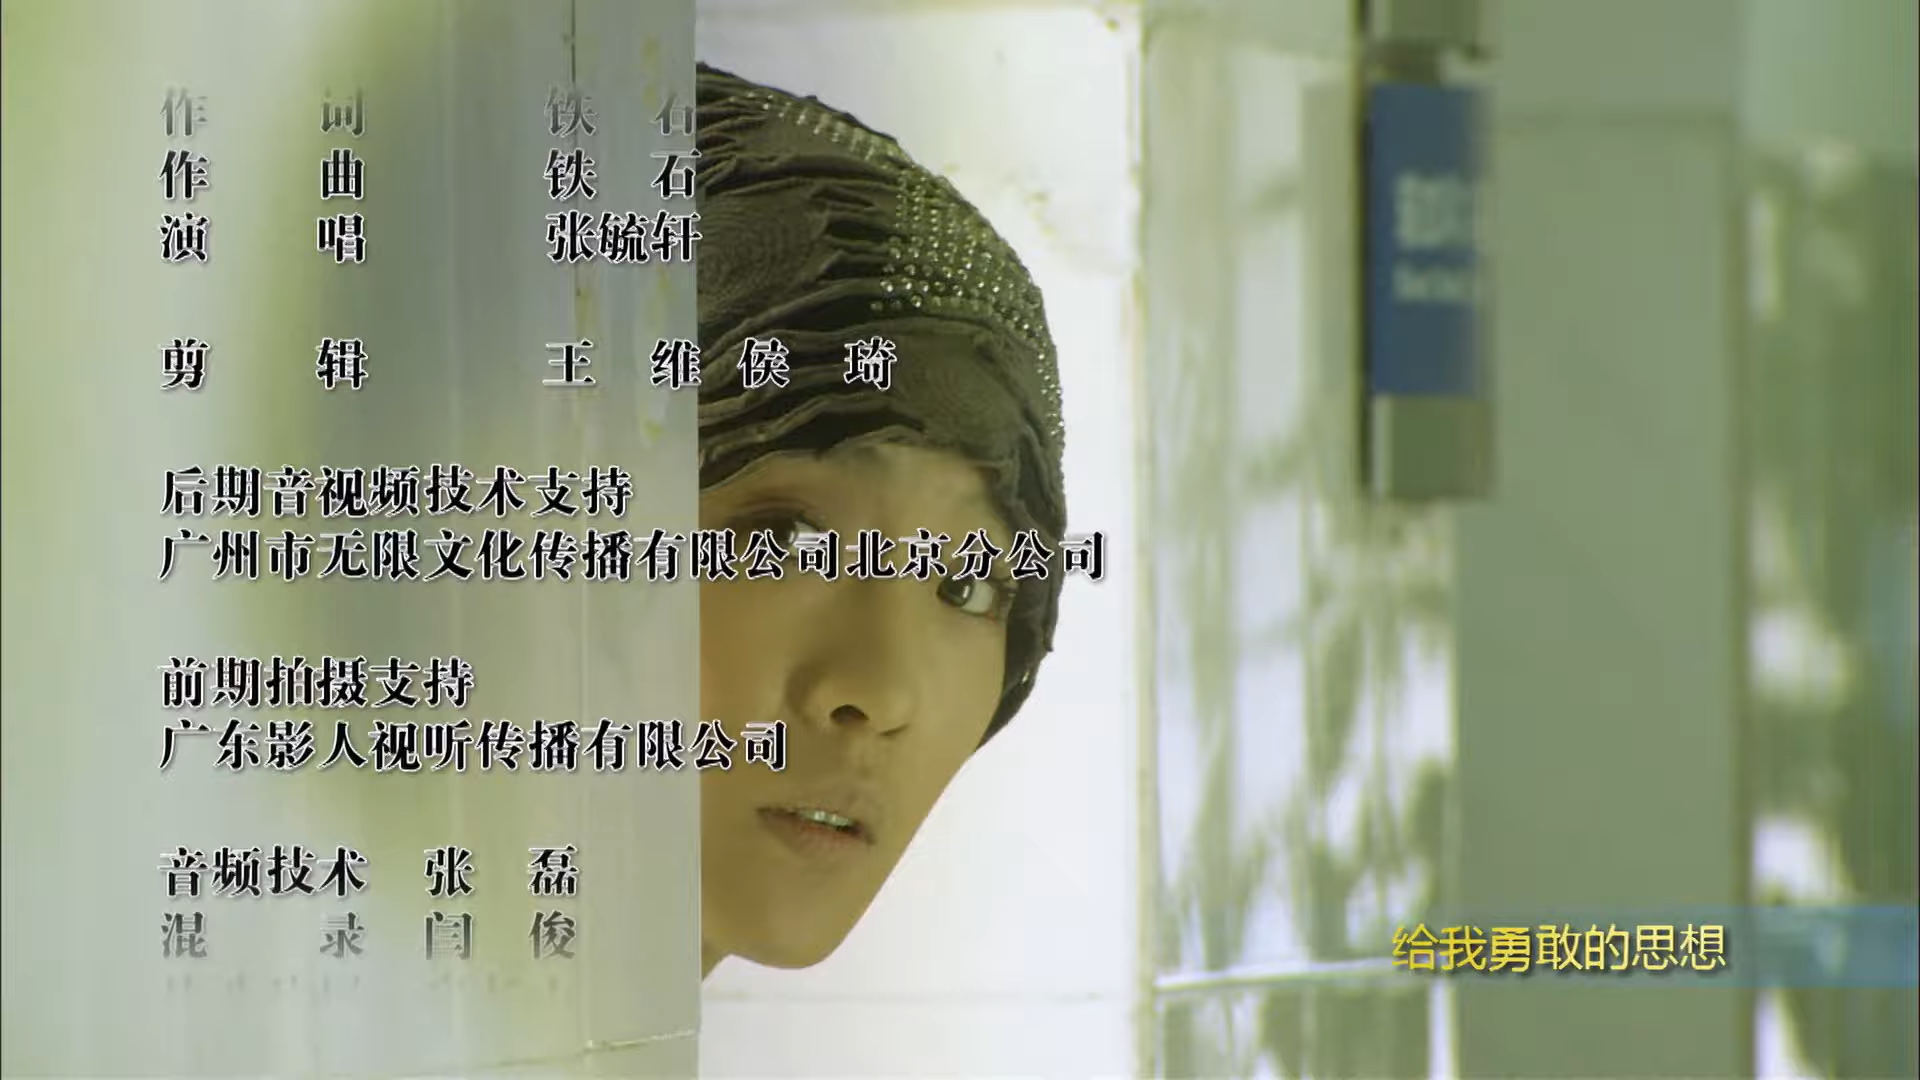 作词 铁石
作曲 铁石
演唱 张毓轩
剪辑 王维 侯琦
后期音视频技术支持
广州市无限文化传播有限公司北京分公司
前期拍摄支持
广东影人视听传播有限公司
音频技术 张磊
混录 闫俊
给我勇敢的思想